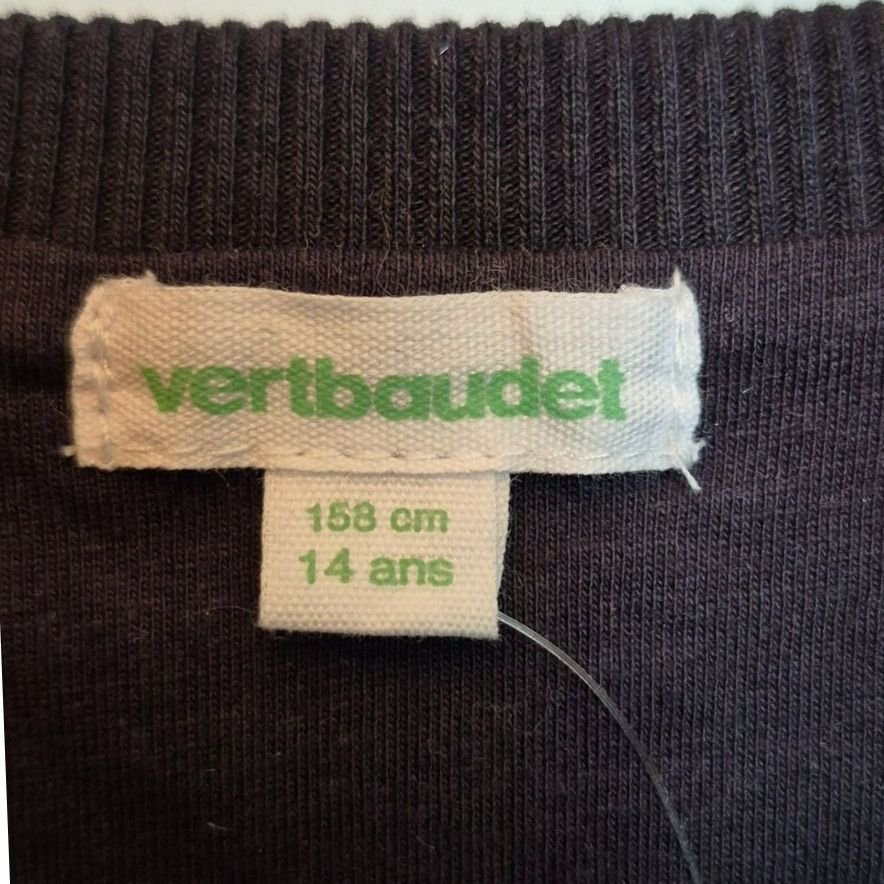 vertbaudet
158 cm
14 ans